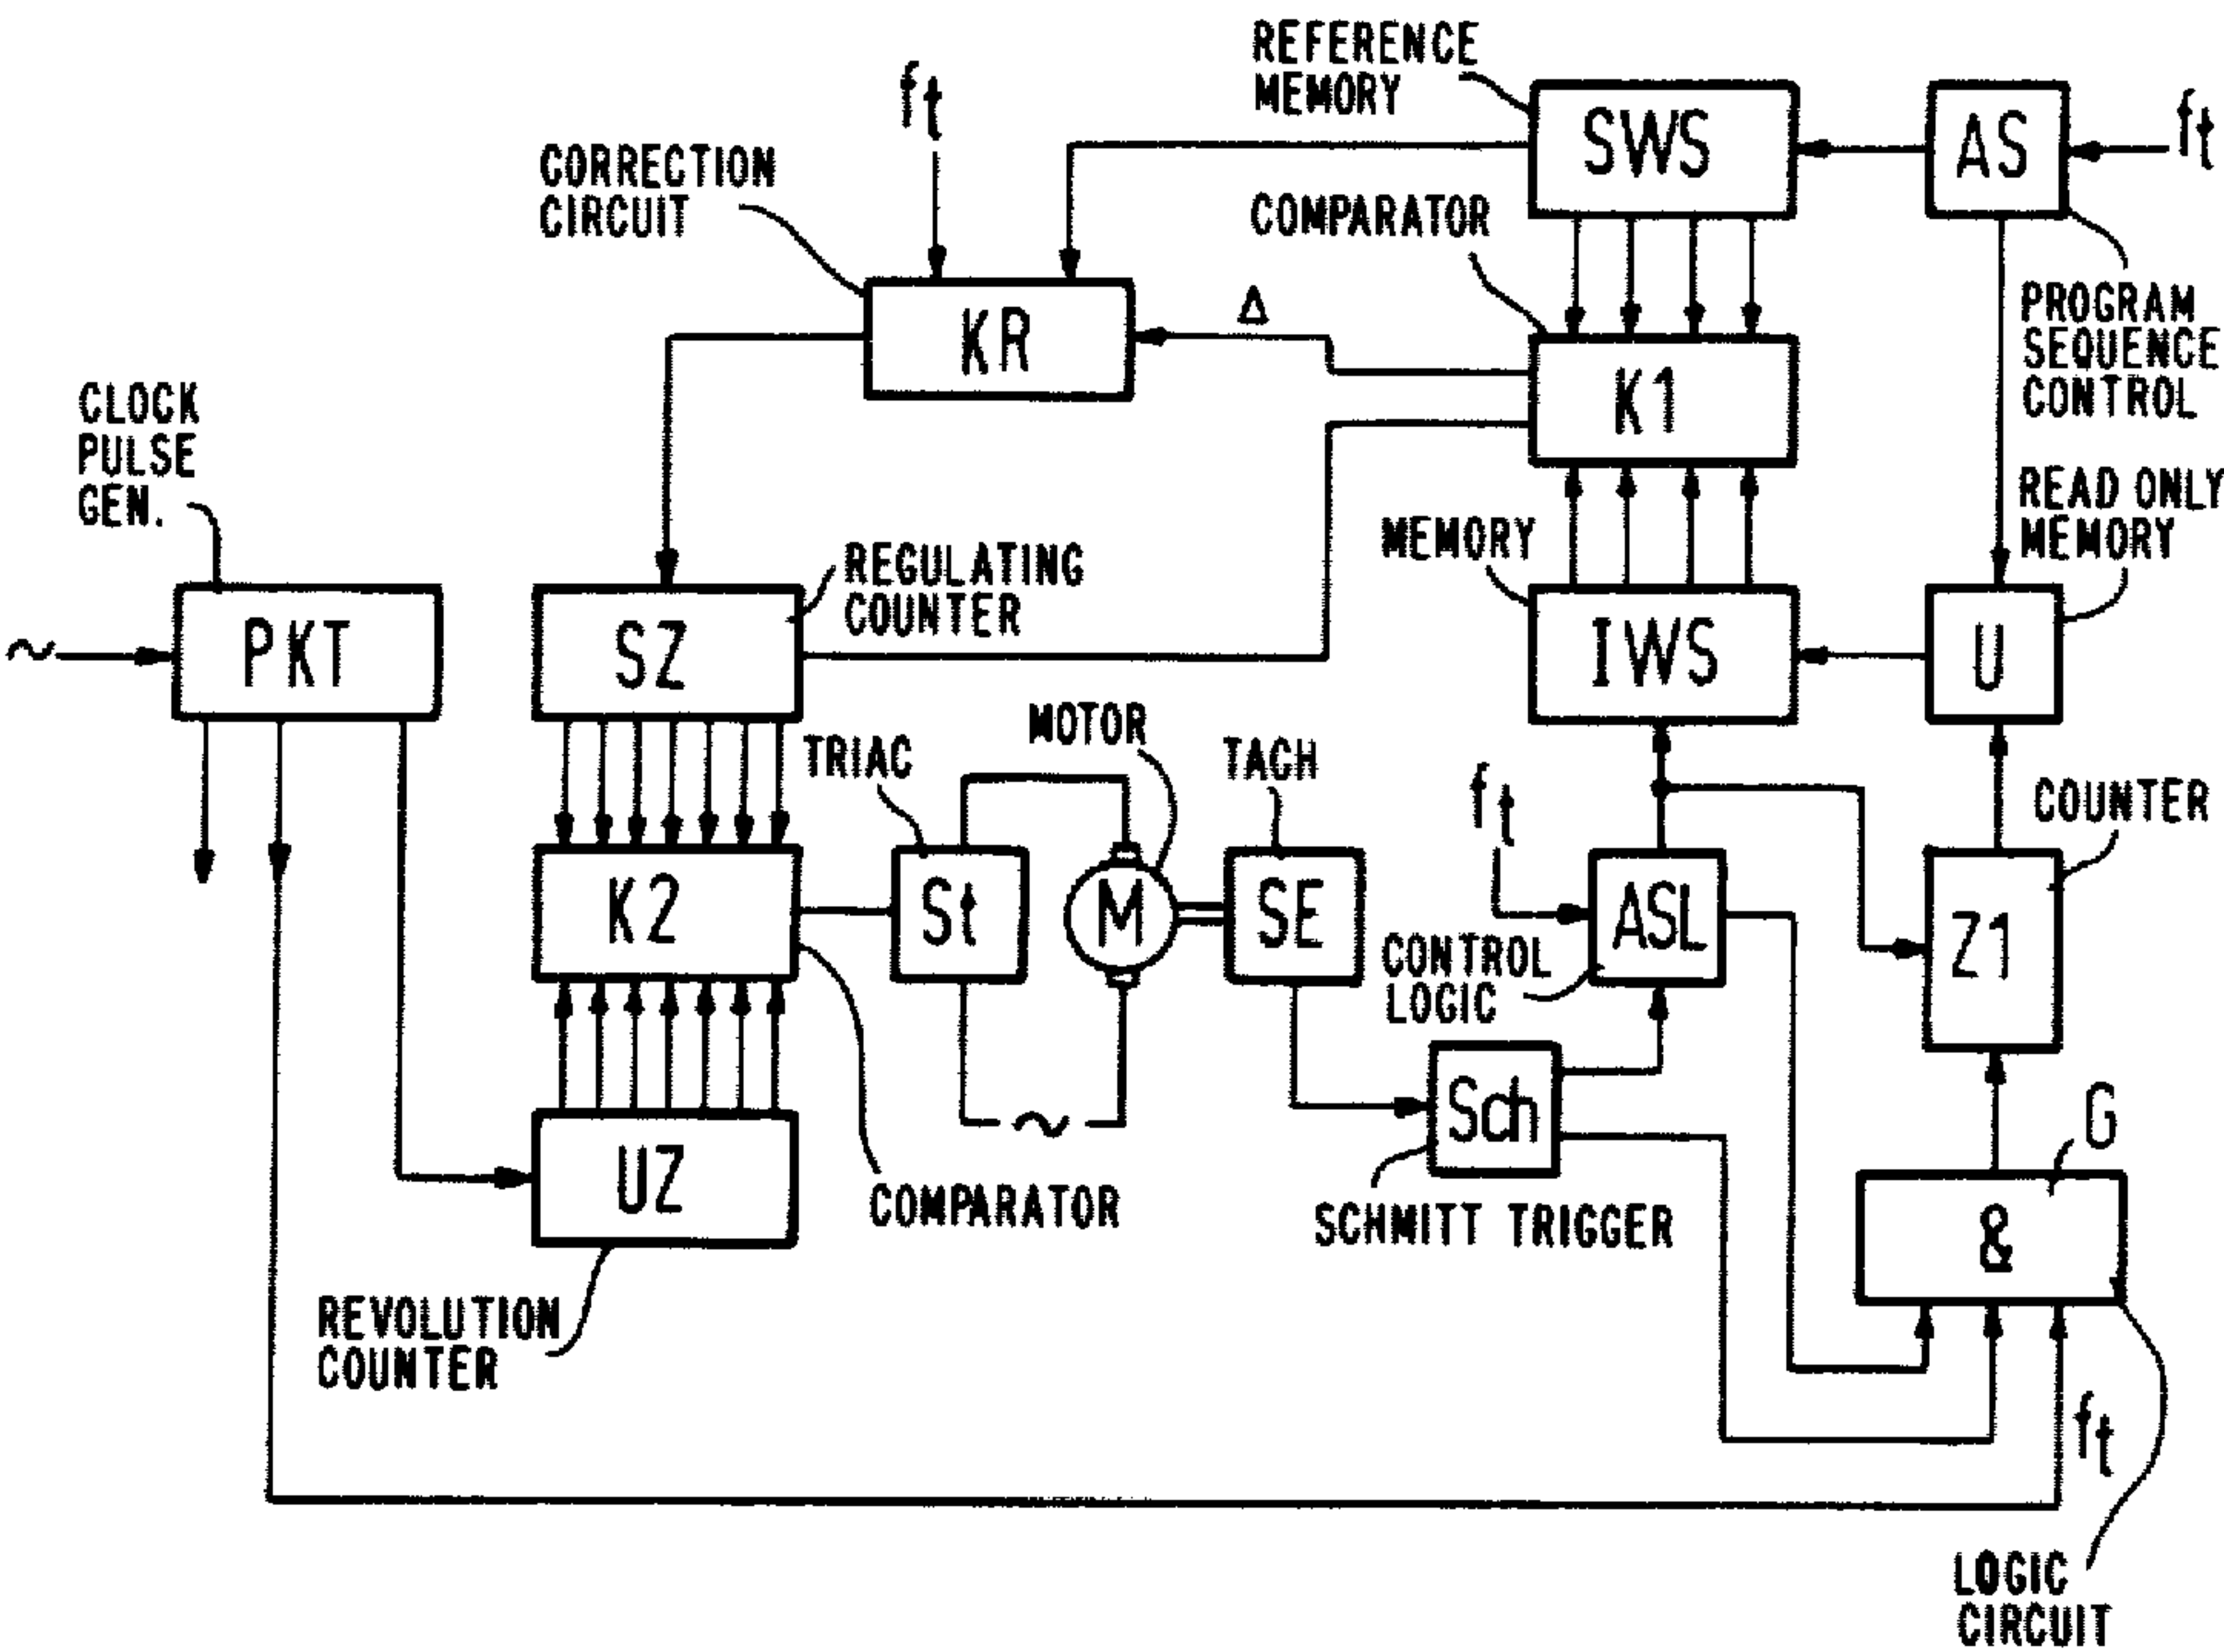 REFERENCE
MEMORY
SWS
AS
ft
ft
CORRECTION
CIRCUIT
COMPARATOR
KR
Δ
K1
PROGRAM
SEQUENCE
CONTROL
CLOCK
PULSE
GEN.
READ ONLY
MEMORY
MEMORY
REGULATING
COUNTER
~
PKT
SZ
IWS
U
TRIAC
MOTOR
TACH
ft
COUNTER
K2
St
M
SE
ASL
Z1
CONTROL
LOGIC
Sch
~
UZ
COMPARATOR
SCHMITT TRIGGER
G
&
REVOLUTION
COUNTER
ft
LOGIC
CIRCUIT